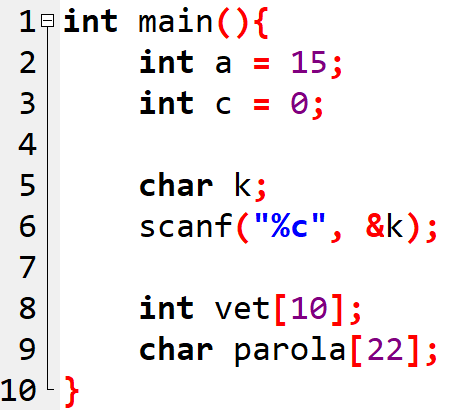 1 int main(){
2 int a = 15;
3 int c = 0;
4
5 char k;
6 scanf("%c", &k);
7
8 int vet[10];
9 char parola[22];
10 }